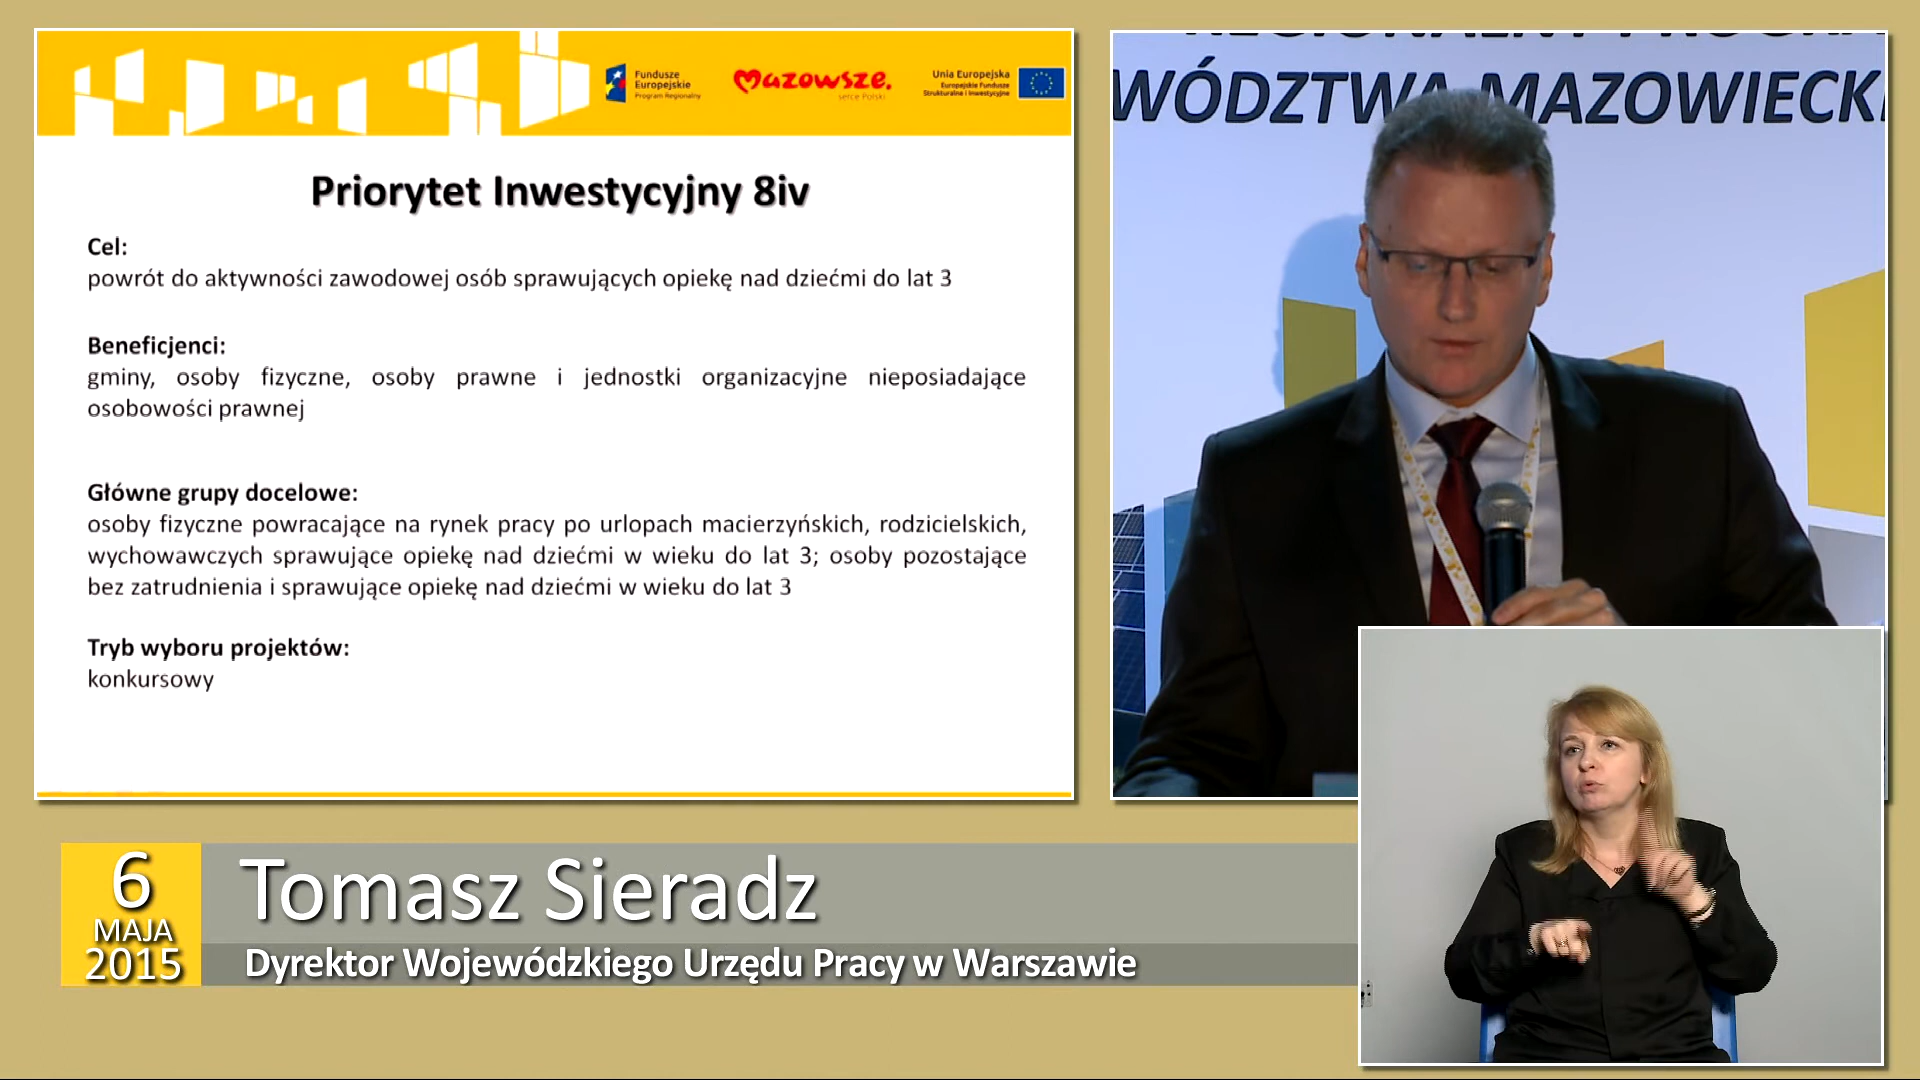 Fundusze
Europejskie
Program Regionalny
Mazowsze.
serce Polski
Unia Europejska
Europejskie Fundusze
Strukturalne i Inwestycyjne
Priorytet Inwestycyjny 8iv
Cel:
powrót do aktywności zawodowej osób sprawujących opiekę nad dziećmi do lat 3
Beneficjenci:
gminy, osoby fizyczne, osoby prawne i jednostki organizacyjne nieposiadające
osobowości prawnej
Główne grupy docelowe:
osoby fizyczne powracające na rynek pracy po urlopach macierzyńskich, rodzicielskich,
wychowawczych sprawujące opiekę nad dziećmi w wieku do lat 3; osoby pozostające
bez zatrudnienia i sprawujące opiekę nad dziećmi w wieku do lat 3
Tryb wyboru projektów:
konkursowy
REGIONALNY PROGRA
WÓDZTWA MAZOWIECKI
6
MAJA
2015
Tomasz Sieradz
Dyrektor Wojewódzkiego Urzędu Pracy w Warszawie